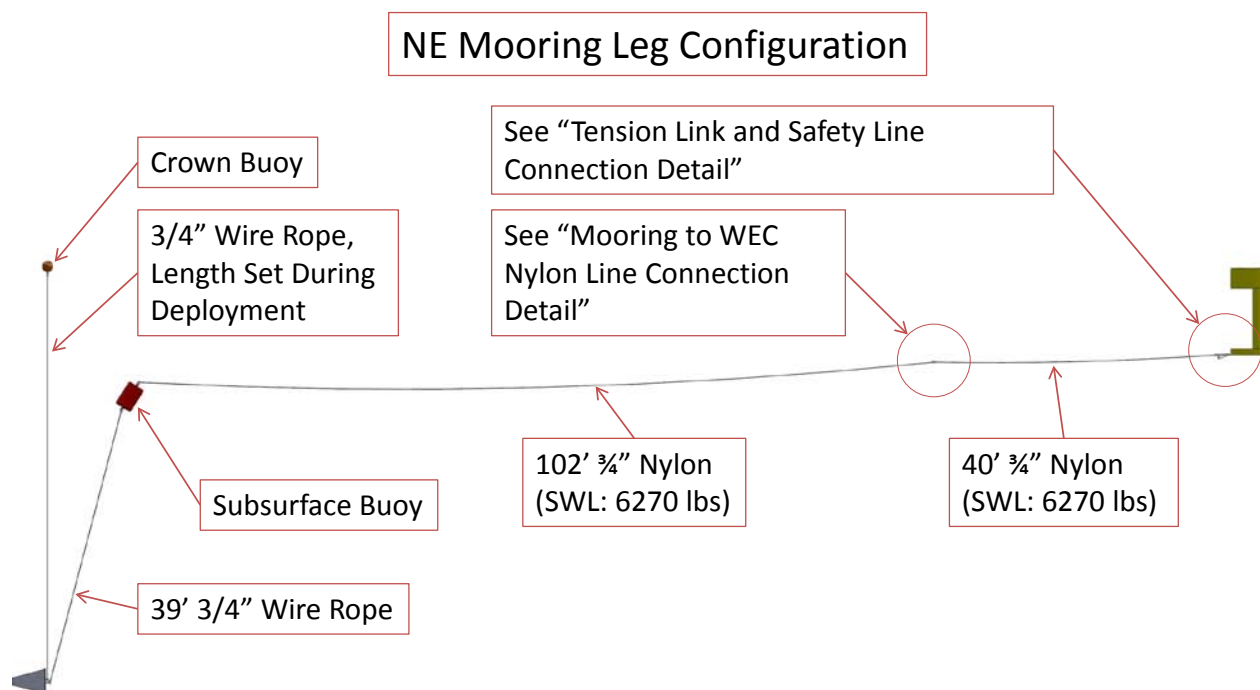 NE Mooring Leg Configuration
See “Tension Link and Safety Line
Connection Detail”
Crown Buoy
3/4” Wire Rope,
Length Set During
Deployment
See “Mooring to WEC
Nylon Line Connection
Detail”
102’ ¾” Nylon
(SWL: 6270 lbs)
40’ ¾” Nylon
(SWL: 6270 lbs)
Subsurface Buoy
39’ 3/4” Wire Rope